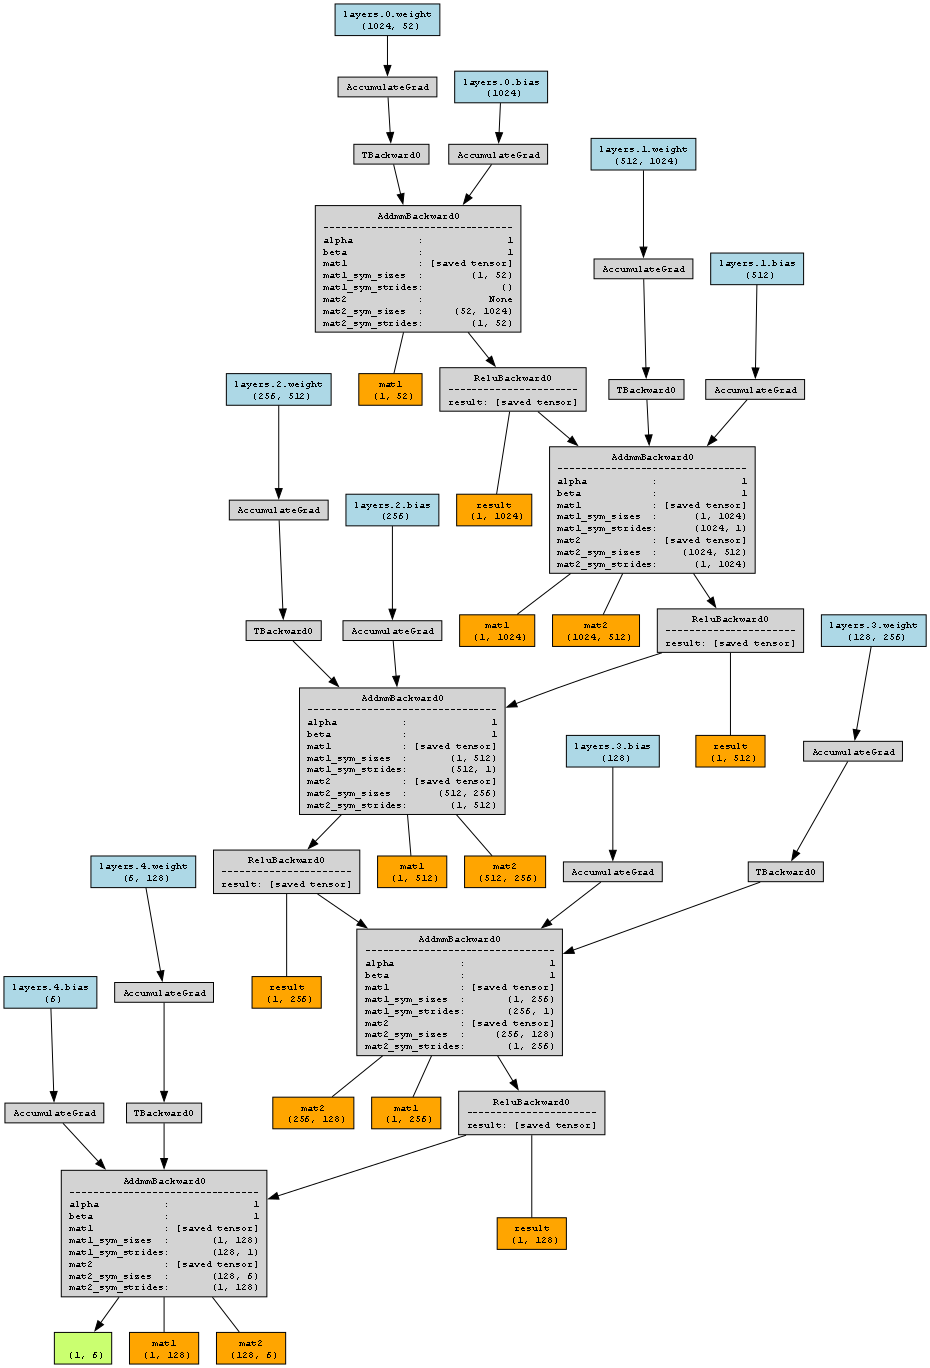 layers.0.weight
(1024, 52)
AccumulateGrad
layers.0.bias
(1024)
TBackward0
AccumulateGrad
layers.1.weight
(512, 1024)
AddmmBackward0
--------------------------------
alpha : 1
beta : 1
mat1 : [saved tensor]
mat1_sym_sizes : (1, 52)
mat1_sym_strides: ()
mat2 : None
mat2_sym_sizes : (52, 1024)
mat2_sym_strides: (1, 52)
AccumulateGrad
layers.1.bias
(512)
layers.2.weight
(256, 512)
mat1
(1, 52)
ReluBackward0
----------------------
result: [saved tensor]
TBackward0
AccumulateGrad
AddmmBackward0
--------------------------------
alpha : 1
beta : 1
mat1 : [saved tensor]
mat1_sym_sizes : (1, 1024)
mat1_sym_strides: (1024, 1)
mat2 : [saved tensor]
mat2_sym_sizes : (1024, 512)
mat2_sym_strides: (1, 1024)
AccumulateGrad
layers.2.bias
(256)
result
(1, 1024)
TBackward0
AccumulateGrad
mat1
(1, 1024)
mat2
(1024, 512)
ReluBackward0
----------------------
result: [saved tensor]
layers.3.weight
(128, 256)
AddmmBackward0
--------------------------------
alpha : 1
beta : 1
mat1 : [saved tensor]
mat1_sym_sizes : (1, 512)
mat1_sym_strides: (512, 1)
mat2 : [saved tensor]
mat2_sym_sizes : (512, 256)
mat2_sym_strides: (1, 512)
layers.3.bias
(128)
result
(1, 512)
AccumulateGrad
layers.4.weight
(6, 128)
ReluBackward0
----------------------
result: [saved tensor]
mat1
(1, 512)
mat2
(512, 256)
AccumulateGrad
TBackward0
AddmmBackward0
--------------------------------
alpha : 1
beta : 1
mat1 : [saved tensor]
mat1_sym_sizes : (1, 256)
mat1_sym_strides: (256, 1)
mat2 : [saved tensor]
mat2_sym_sizes : (256, 128)
mat2_sym_strides: (1, 256)
layers.4.bias
(6)
AccumulateGrad
result
(1, 256)
AccumulateGrad
TBackward0
mat2
(256, 128)
mat1
(1, 256)
ReluBackward0
----------------------
result: [saved tensor]
AddmmBackward0
--------------------------------
alpha : 1
beta : 1
mat1 : [saved tensor]
mat1_sym_sizes : (1, 128)
mat1_sym_strides: (128, 1)
mat2 : [saved tensor]
mat2_sym_sizes : (128, 6)
mat2_sym_strides: (1, 128)
result
(1, 128)
(1, 6)
mat1
(1, 128)
mat2
(128, 6)